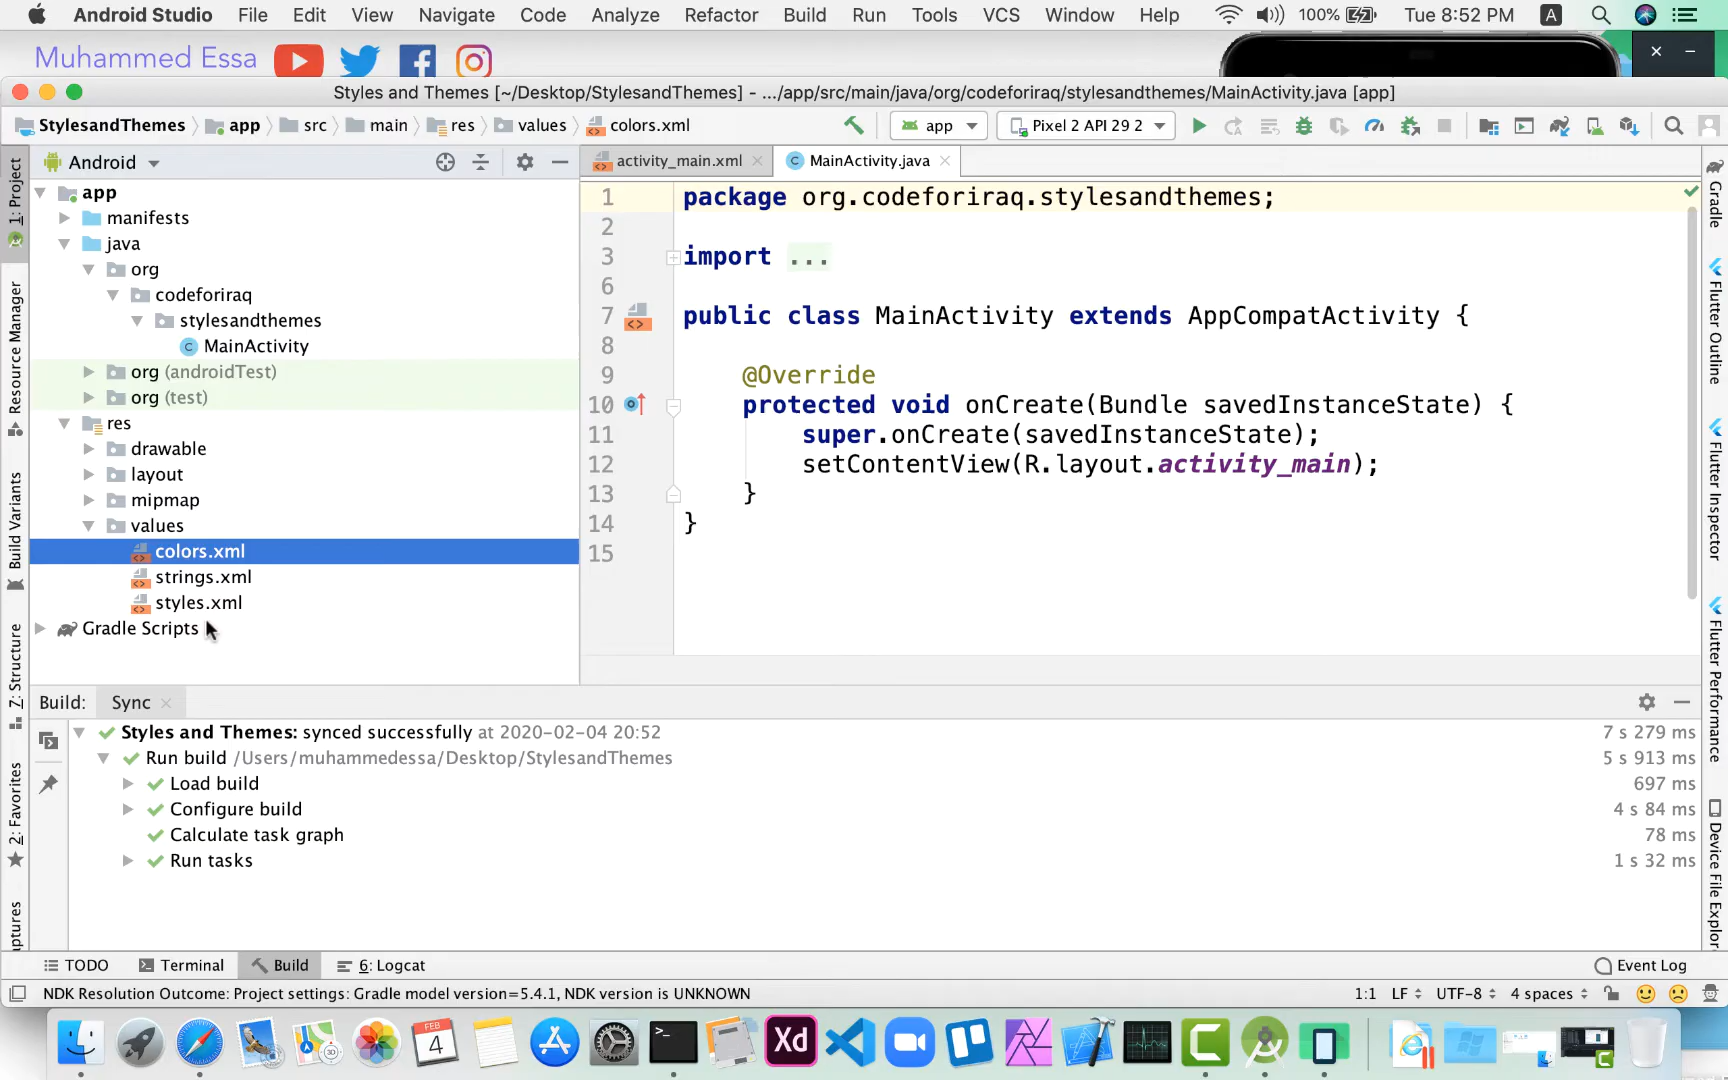 Android Studio File Edit View Navigate Code Analyze Refactor Build Run Tools VCS Window Help 100% Tue 8:52 PM A
Muhammed Essa
Styles and Themes [~/Desktop/StylesandThemes] - .../app/src/main/java/org/codeforiraq/stylesandthemes/MainActivity.java [app]
StylesandThemes app src main res values colors.xml app Pixel 2 API 29 2
Android
activity_main.xml MainActivity.java
app
manifests
java
org
codeforiraq
stylesandthemes
MainActivity
org (androidTest)
org (test)
res
drawable
layout
mipmap
values
colors.xml
strings.xml
styles.xml
Gradle Scripts
1 package org.codeforiraq.stylesandthemes;
2
3 import ...
6
7 public class MainActivity extends AppCompatActivity {
8
9 @Override
10 protected void onCreate(Bundle savedInstanceState) {
11 super.onCreate(savedInstanceState);
12 setContentView(R.layout.activity_main);
13 }
14 }
15
1: Project
Resource Manager
Build Variants
Z: Structure
2: Favorites
aptures
Gradle
Flutter Outline
Flutter Inspector
Flutter Performance
Device File Explor
Build: Sync
Styles and Themes: synced successfully at 2020-02-04 20:52 7 s 279 ms
Run build /Users/muhammedessa/Desktop/StylesandThemes 5 s 913 ms
Load build 697 ms
Configure build 4 s 84 ms
Calculate task graph 78 ms
Run tasks 1 s 32 ms
TODO Terminal Build 6: Logcat Event Log
NDK Resolution Outcome: Project settings: Gradle model version=5.4.1, NDK version is UNKNOWN 1:1 LF UTF-8 4 spaces
FEB
4
3D
Xd